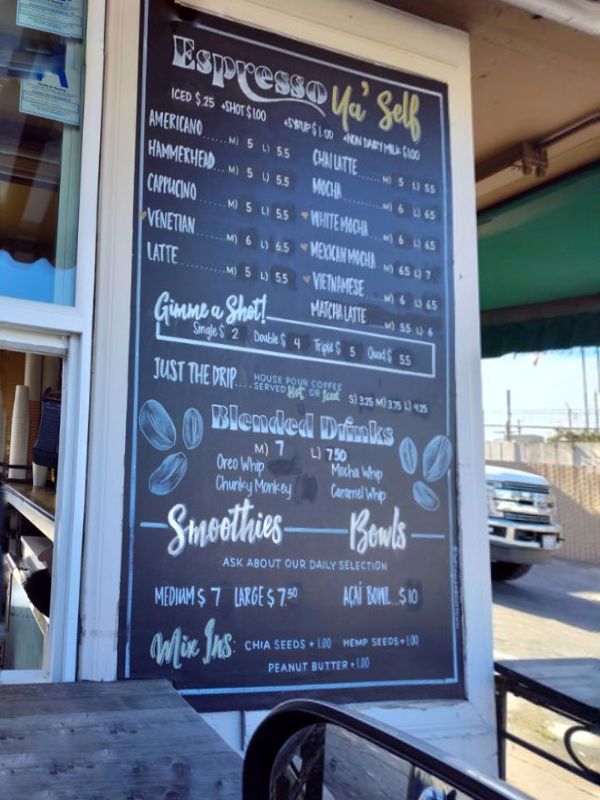 Espresso Ya' Self
ICED $.25 +SHOT $1.00 +SYRUP $1.00 +NON DAIRY MILK $1.00
AMERICANO........M) 5 L) 5.5
HAMMERHEAD........M) 5 L) 5.5
CAPPUCINO........M) 5 L) 5.5
VENETIAN........M) 6 L) 6.5
LATTE........M) 5 L) 5.5
CHAI LATTE........M) 5 L) 5.5
MOCHA........M) 6 L) 6.5
WHITE MOCHA....M) 6 L) 6.5
MEXICAN MOCHA....M) 6.5 L) 7
VIETNAMESE....M) 6 L) 6.5
MATCHA LATTE....M) 5.5 L) 6
Gimme a Shot!
Single $ 2 Double $ 4 Triple $ 5 Quad $ 5.5
JUST THE DRIP....HOUSE POUR COFFEE
SERVED Hot OR Iced S) 3.25 M) 3.75 L) 4.25
Blended Drinks
M) 7 L) 7.50
Oreo Whip Mocha Whip
Chunky Monkey Caramel Whip
Smoothies Bowls
ASK ABOUT OUR DAILY SELECTION
MEDIUM $ 7 LARGE $ 7.50 AÇAÍ BOWL...$ 10
Mix Ins: CHIA SEEDS + 1.00 HEMP SEEDS + 1.00
PEANUT BUTTER + 1.00